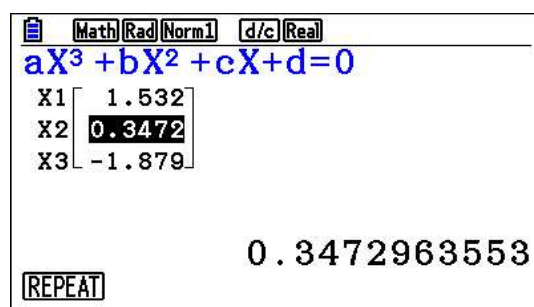 Math Rad Norm1 d/c Real
aX³+bX²+cX+d=0
X1 1.532
X2 0.3472
X3 -1.879
0.3472963553
REPEAT